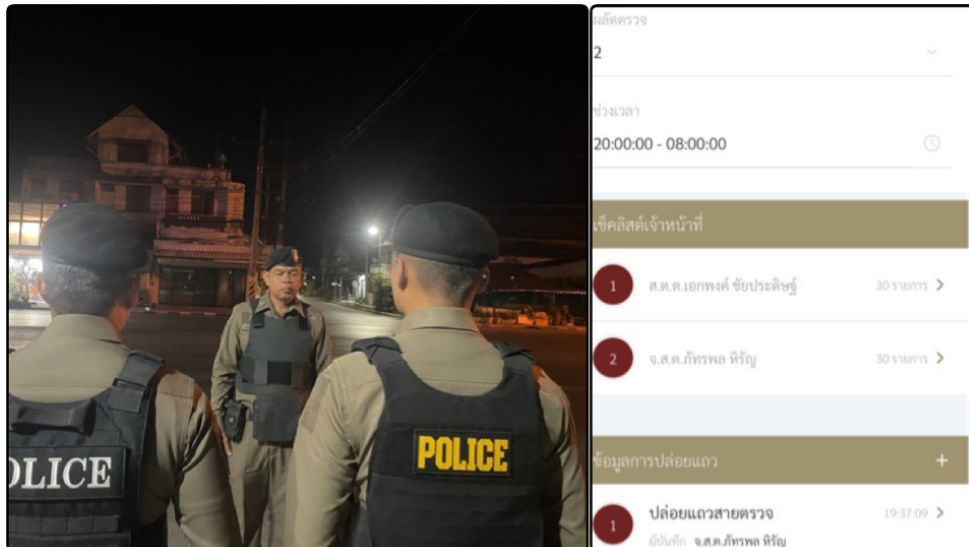 OLICE
POLICE
ผลัดตรวจ
2
ช่วงเวลา
20:00:00 - 08:00:00
เช็คลิสต์เจ้าหน้าที่
1 ส.ต.ต.เอกพงค์ ชัยประดิษฐ์ 30 รายการ
2 จ.ส.ต.ภัทรพล หิรัญ 30 รายการ
ข้อมูลการปล่อยแถว +
1 ปล่อยแถวสายตรวจ 19:37:09
ผู้บันทึก จ.ส.ต.ภัทรพล หิรัญ